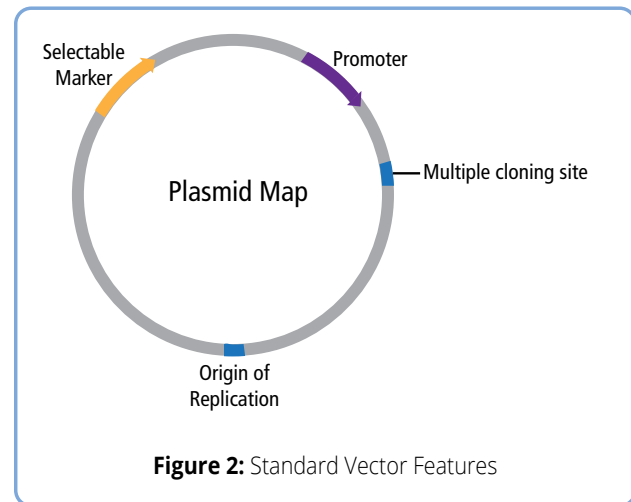 Selectable
Marker
Promoter
Multiple cloning site
Plasmid Map
Origin of
Replication
Figure 2: Standard Vector Features